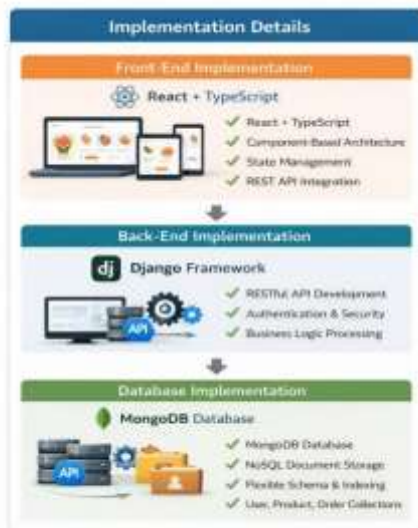 Implementation Details
Front-End Implementation
React + TypeScript
React + TypeScript
Component-Based Architecture
State Management
REST API Integration
Back-End Implementation
dj Django Framework
RESTful API Development
Authentication & Security
Business Logic Processing
API
Database Implementation
MongoDB Database
MongoDB Database
NoSQL Document Storage
Flexible Schema & Indexing
User, Product, Order Collections
API